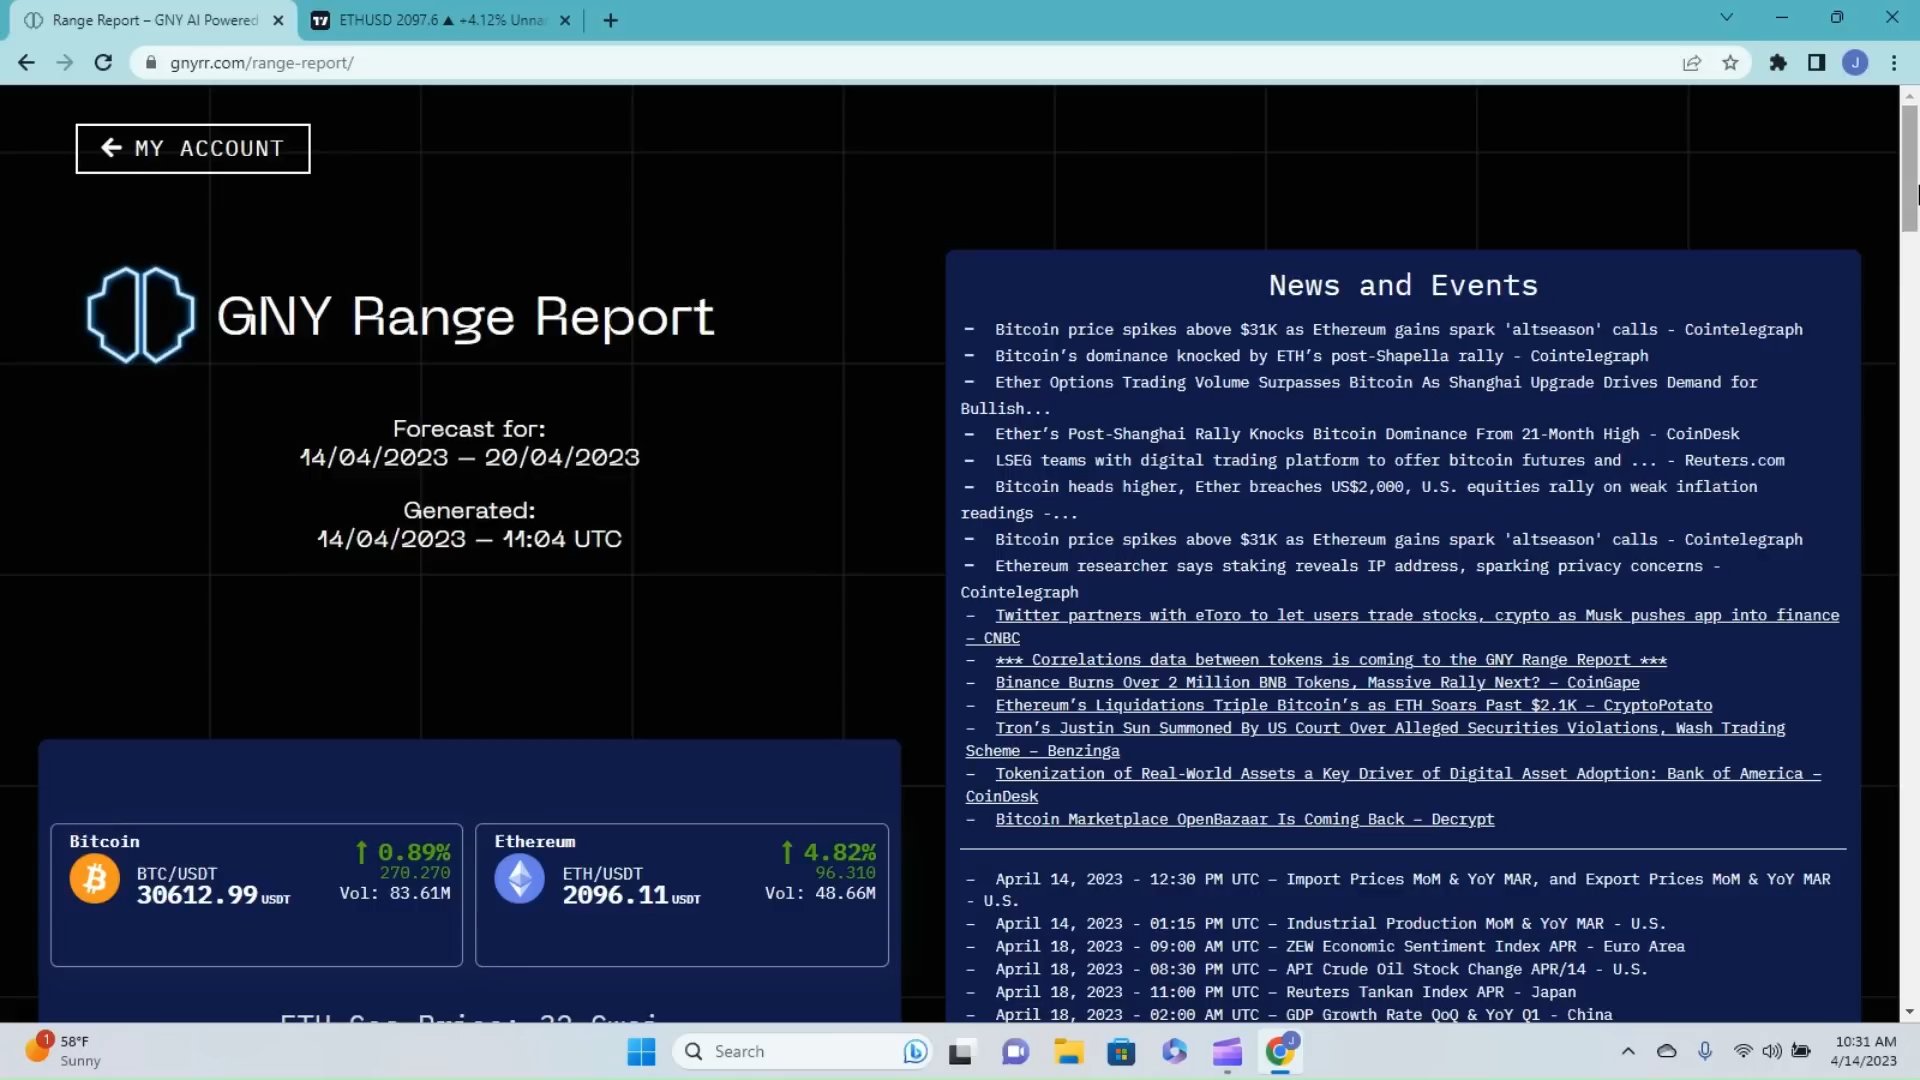 Range Report – GNY AI Powered
ETHUSD 2097.6 ▲ +4.12% Unna
gnyrr.com/range-report/
J
← MY ACCOUNT
GNY Range Report
Forecast for:
14/04/2023 – 20/04/2023
Generated:
14/04/2023 – 11:04 UTC
Bitcoin
BTC/USDT
30612.99 USDT
↑ 0.89%
270.270
Vol: 83.61M
Ethereum
ETH/USDT
2096.11 USDT
↑ 4.82%
96.310
Vol: 48.66M
ETH Gas Price: 32 Gwei
News and Events
– Bitcoin price spikes above $31K as Ethereum gains spark 'altseason' calls - Cointelegraph
– Bitcoin’s dominance knocked by ETH’s post-Shapella rally - Cointelegraph
– Ether Options Trading Volume Surpasses Bitcoin As Shanghai Upgrade Drives Demand for
Bullish...
– Ether’s Post-Shanghai Rally Knocks Bitcoin Dominance From 21-Month High - CoinDesk
– LSEG teams with digital trading platform to offer bitcoin futures and ... - Reuters.com
– Bitcoin heads higher, Ether breaches US$2,000, U.S. equities rally on weak inflation
readings -...
– Bitcoin price spikes above $31K as Ethereum gains spark 'altseason' calls - Cointelegraph
– Ethereum researcher says staking reveals IP address, sparking privacy concerns -
Cointelegraph
– Twitter partners with eToro to let users trade stocks, crypto as Musk pushes app into finance
– CNBC
– *** Correlations data between tokens is coming to the GNY Range Report ***
– Binance Burns Over 2 Million BNB Tokens, Massive Rally Next? – CoinGape
– Ethereum’s Liquidations Triple Bitcoin’s as ETH Soars Past $2.1K – CryptoPotato
– Tron’s Justin Sun Summoned By US Court Over Alleged Securities Violations, Wash Trading
Scheme – Benzinga
– Tokenization of Real-World Assets a Key Driver of Digital Asset Adoption: Bank of America –
CoinDesk
– Bitcoin Marketplace OpenBazaar Is Coming Back – Decrypt
– April 14, 2023 - 12:30 PM UTC – Import Prices MoM & YoY MAR, and Export Prices MoM & YoY MAR
- U.S.
– April 14, 2023 - 01:15 PM UTC – Industrial Production MoM & YoY MAR - U.S.
– April 18, 2023 - 09:00 AM UTC – ZEW Economic Sentiment Index APR - Euro Area
– April 18, 2023 - 08:30 PM UTC – API Crude Oil Stock Change APR/14 - U.S.
– April 18, 2023 - 11:00 PM UTC – Reuters Tankan Index APR - Japan
– April 18, 2023 - 02:00 AM UTC – GDP Growth Rate QoQ & YoY Q1 - China
1
58°F
Sunny
Search
J
10:31 AM
4/14/2023